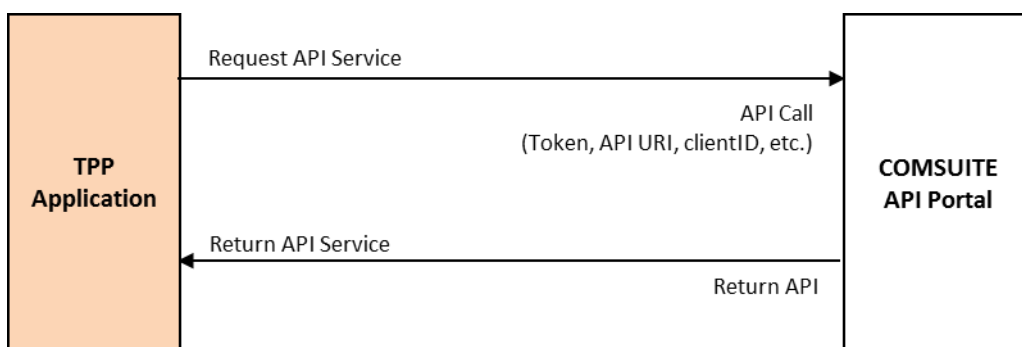 Request API Service
API Call
(Token, API URI, clientID, etc.)
TPP
Application
COMSUITE
API Portal
Return API Service
Return API